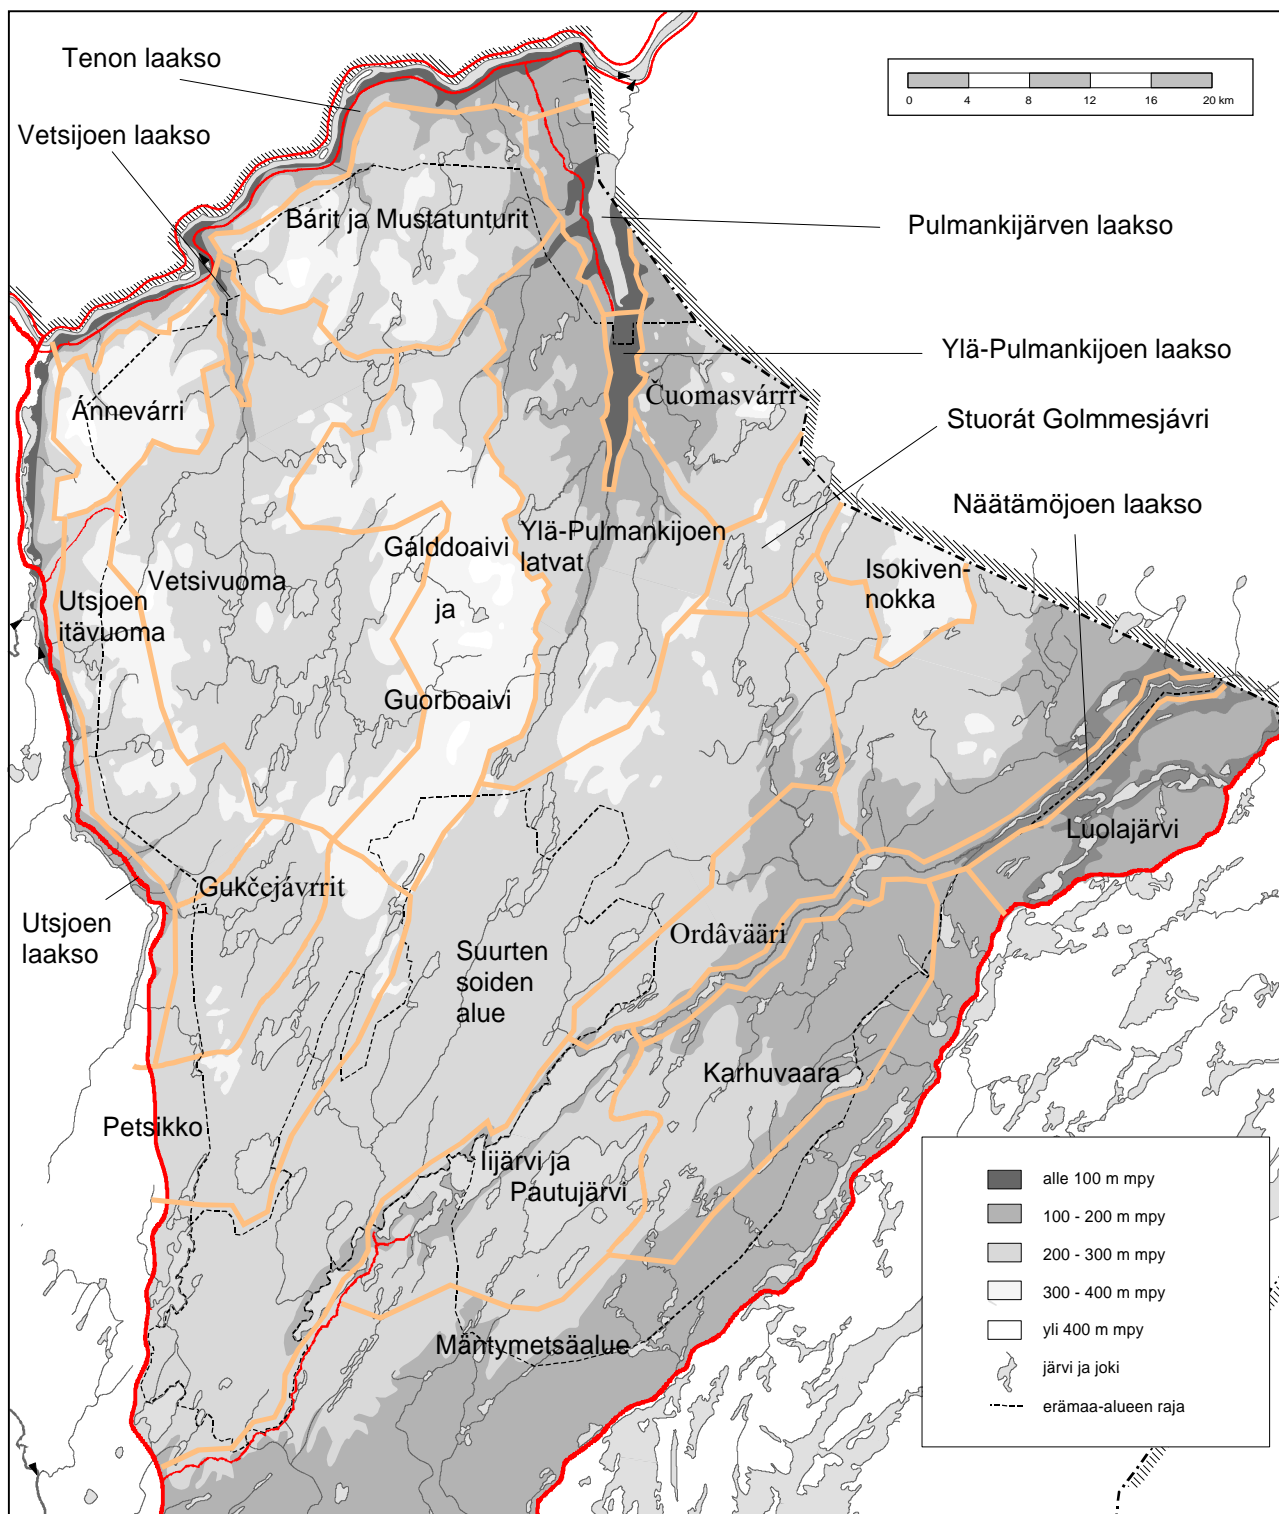 Tenon laakso
0 4 8 12 16 20 km
Vetsijoen laakso
Bárit ja Mustatunturit
Pulmankijärven laakso
Ylä-Pulmankijoen laakso
Čuomasvárri
Ánnevárri
Stuorát Golmmesjávri
Näätämöjoen laakso
Gálddoaivi
ja
Guorboaivi
Ylä-Pulmankijoen
latvat
Isokiven-
nokka
Vetsivuoma
Utsjoen
itävuoma
Luolajärvi
Gukčejávrrit
Utsjoen
laakso
Ordâvääri
Suurten
soiden
alue
Karhuvaara
Petsikko
Iijärvi ja
Pautujärvi
Mäntymetsäalue
alle 100 m mpy
100 - 200 m mpy
200 - 300 m mpy
300 - 400 m mpy
yli 400 m mpy
järvi ja joki
erämaa-alueen raja